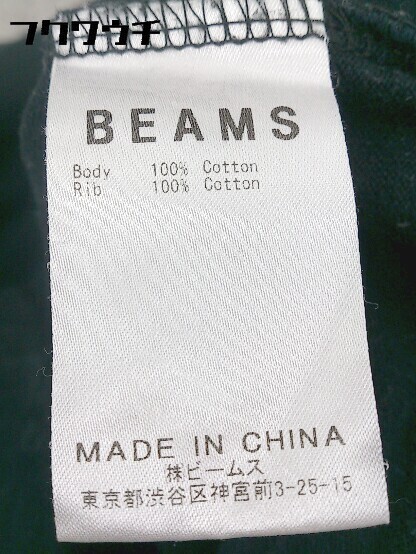 フクウウチ
BEAMS
Body 100% Cotton
Rib 100% Cotton
MADE IN CHINA
株ビームス
東京都渋谷区神宮前3-25-15